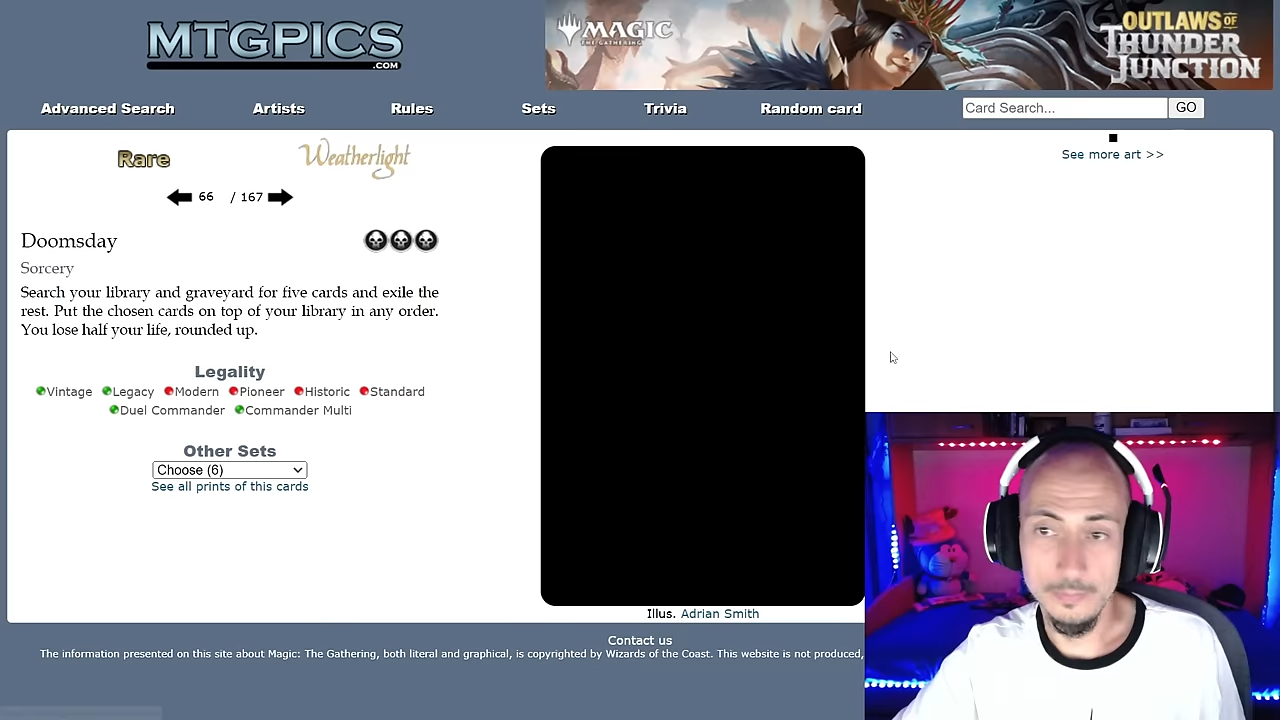 MTGPICS
.COM
MAGIC
THE GATHERING
OUTLAWS OF
THUNDER
JUNCTION
Advanced Search
Artists
Rules
Sets
Trivia
Random card
Card Search...
GO
Rare
Weatherlight
66 / 167
Doomsday
Sorcery
Search your library and graveyard for five cards and exile the
rest. Put the chosen cards on top of your library in any order.
You lose half your life, rounded up.
Legality
Vintage Legacy Modern Pioneer Historic Standard
Duel Commander Commander Multi
Other Sets
Choose (6)
See all prints of this cards
See more art >>
Illus. Adrian Smith
Contact us
The information presented on this site about Magic: The Gathering, both literal and graphical, is copyrighted by Wizards of the Coast. This website is not produced,